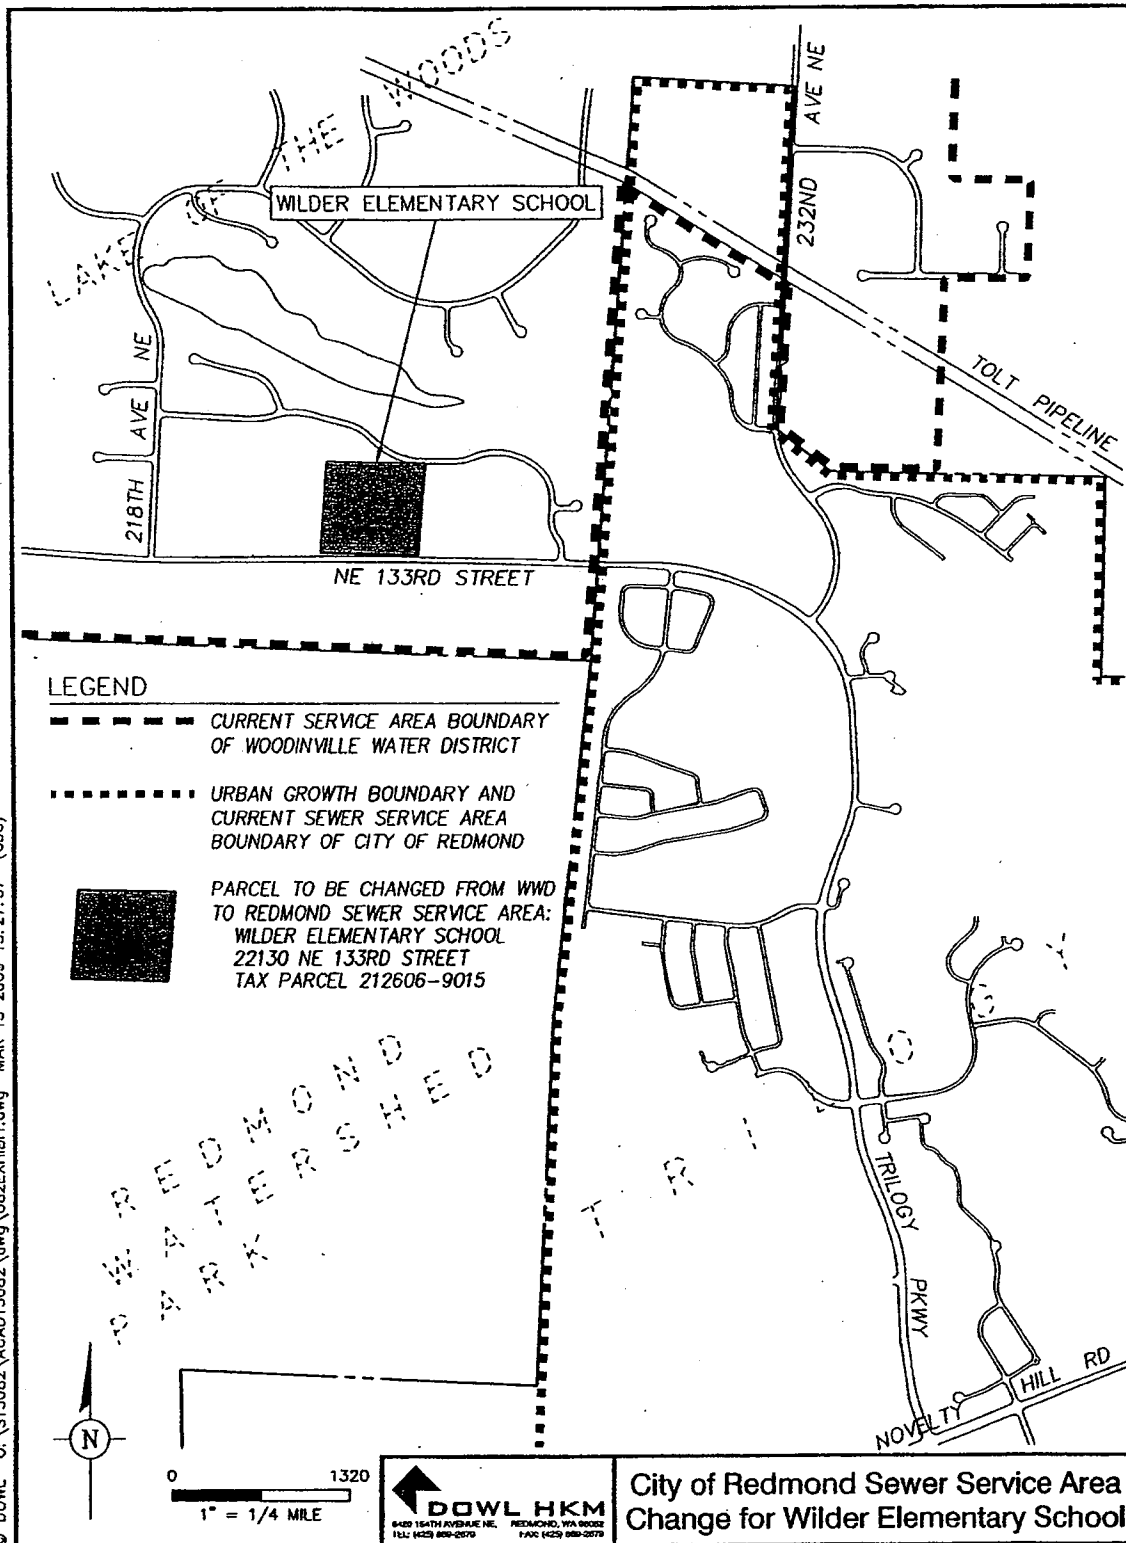 LAKE OF THE WOODS
WILDER ELEMENTARY SCHOOL
232ND AVE NE
TOLT PIPELINE
218TH AVE NE
NE 133RD STREET
LEGEND
CURRENT SERVICE AREA BOUNDARY
OF WOODINVILLE WATER DISTRICT
URBAN GROWTH BOUNDARY AND
CURRENT SEWER SERVICE AREA
BOUNDARY OF CITY OF REDMOND
PARCEL TO BE CHANGED FROM WWD
TO REDMOND SEWER SERVICE AREA:
WILDER ELEMENTARY SCHOOL
22130 NE 133RD STREET
TAX PARCEL 212606-9015
REDMOND
WATERSHED
PARK
T R I L O G Y
TRILOGY PKWY
NOVELTY HILL RD
N
0 1320
1" = 1/4 MILE
DOWL HKM
REDMOND, WA 98052
City of Redmond Sewer Service Area
Change for Wilder Elementary School